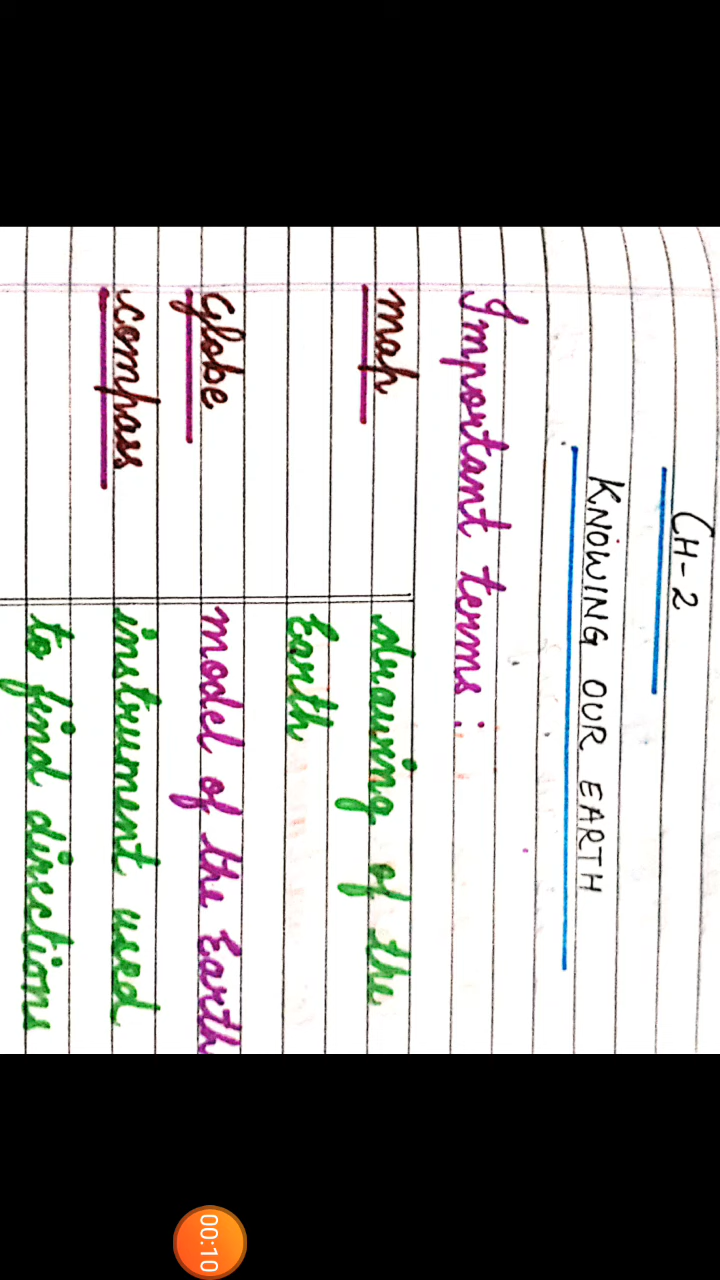 CH-2
KNOWING OUR EARTH
Important terms:
map drawing of the
Earth
Globe model of the Earth
compass instrument used
to find directions
00:10